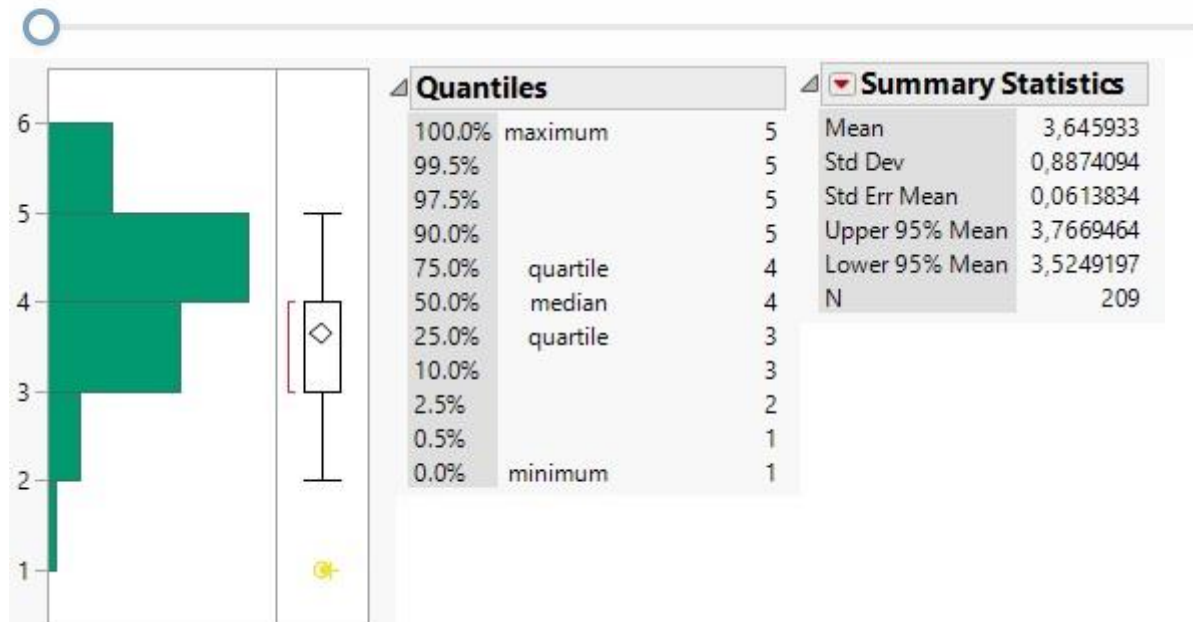 6
5
4
3
2
1
Quantiles
100.0% maximum 5
99.5% 5
97.5% 5
90.0% 5
75.0% quartile 4
50.0% median 4
25.0% quartile 3
10.0% 3
2.5% 2
0.5% 1
0.0% minimum 1
Summary Statistics
Mean 3,645933
Std Dev 0,8874094
Std Err Mean 0,0613834
Upper 95% Mean 3,7669464
Lower 95% Mean 3,5249197
N 209